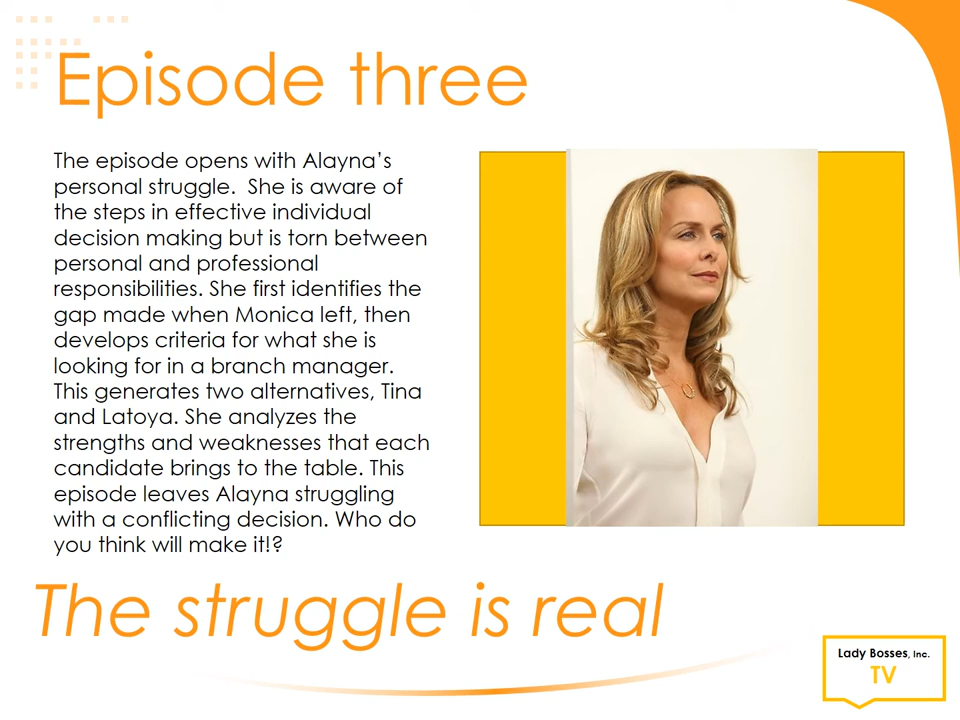 Episode three
The episode opens with Alayna’s
personal struggle.  She is aware of
the steps in effective individual
decision making but is torn between
personal and professional
responsibilities. She first identifies the
gap made when Monica left, then
develops criteria for what she is
looking for in a branch manager.
This generates two alternatives, Tina
and Latoya. She analyzes the
strengths and weaknesses that each
candidate brings to the table. This
episode leaves Alayna struggling
with a conflicting decision. Who do
you think will make it!?
The struggle is real
Lady Bosses, Inc.
TV